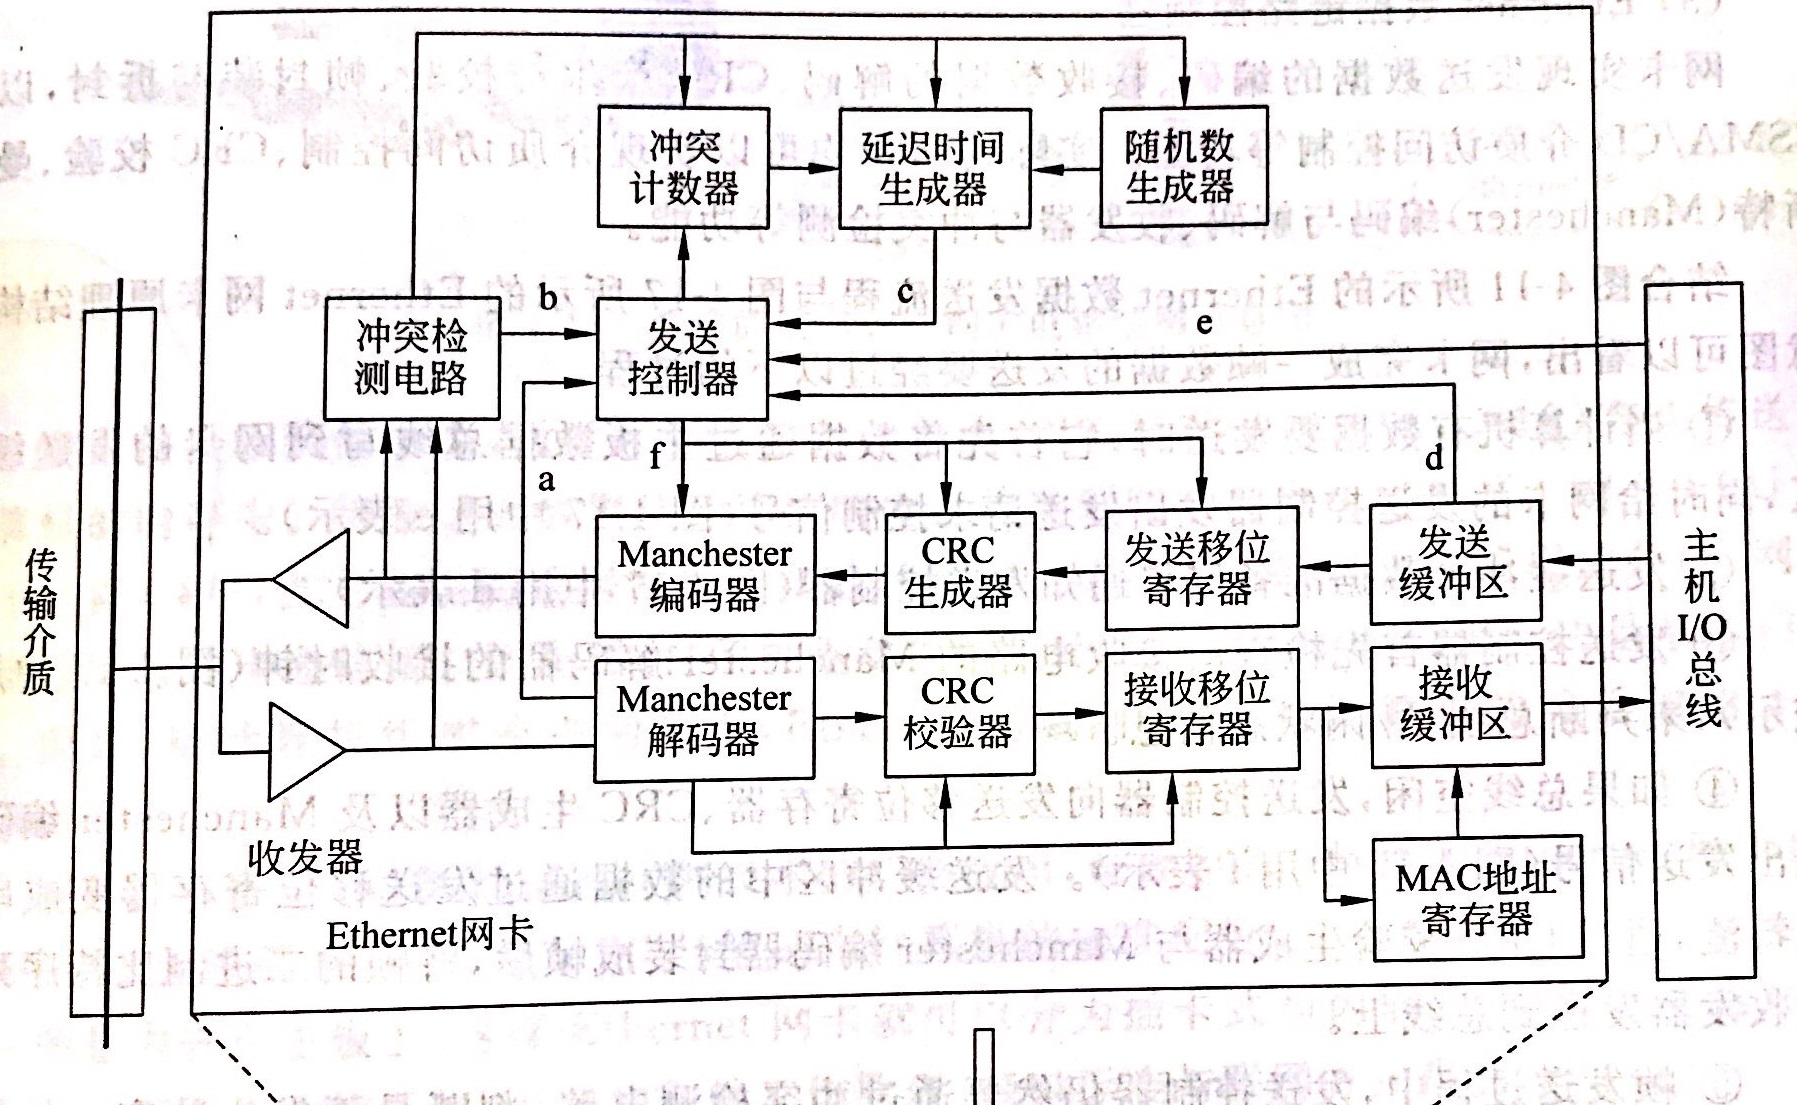 冲突
计数器
延迟时间
生成器
随机数
生成器
b
c
e
冲突检
测电路
发送
控制器
a
f
d
传输介质
Manchester
编码器
CRC
生成器
发送移位
寄存器
发送
缓冲区
主机I/O总线
Manchester
解码器
CRC
校验器
接收移位
寄存器
接收
缓冲区
收发器
MAC地址
寄存器
Ethernet网卡